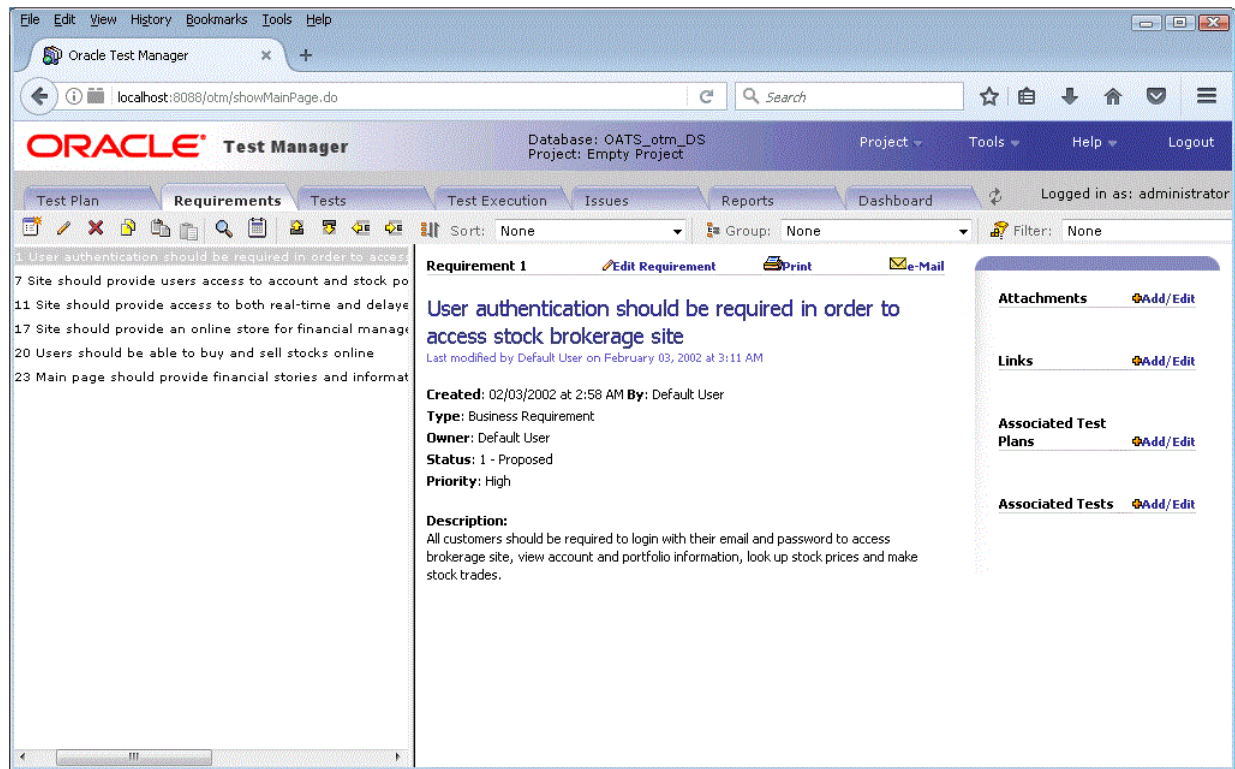 File Edit View History Bookmarks Tools Help
Oracle Test Manager
localhost:8088/otm/showMainPage.do
Search
ORACLE Test Manager
Database: OATS_otm_DS
Project: Empty Project
Project Tools Help Logout
Test Plan Requirements Tests Test Execution Issues Reports Dashboard Logged in as: administrator
Sort: None Group: None Filter: None
1 User authentication should be required in order to acces
7 Site should provide users access to account and stock po
11 Site should provide access to both real-time and delaye
17 Site should provide an online store for financial manage
20 Users should be able to buy and sell stocks online
23 Main page should provide financial stories and informat
Requirement 1 Edit Requirement Print e-Mail
User authentication should be required in order to
access stock brokerage site
Last modified by Default User on February 03, 2002 at 3:11 AM
Created: 02/03/2002 at 2:58 AM By: Default User
Type: Business Requirement
Owner: Default User
Status: 1 - Proposed
Priority: High
Description:
All customers should be required to login with their email and password to access
brokerage site, view account and portfolio information, look up stock prices and make
stock trades.
Attachments Add/Edit
Links Add/Edit
Associated Test
Plans Add/Edit
Associated Tests Add/Edit